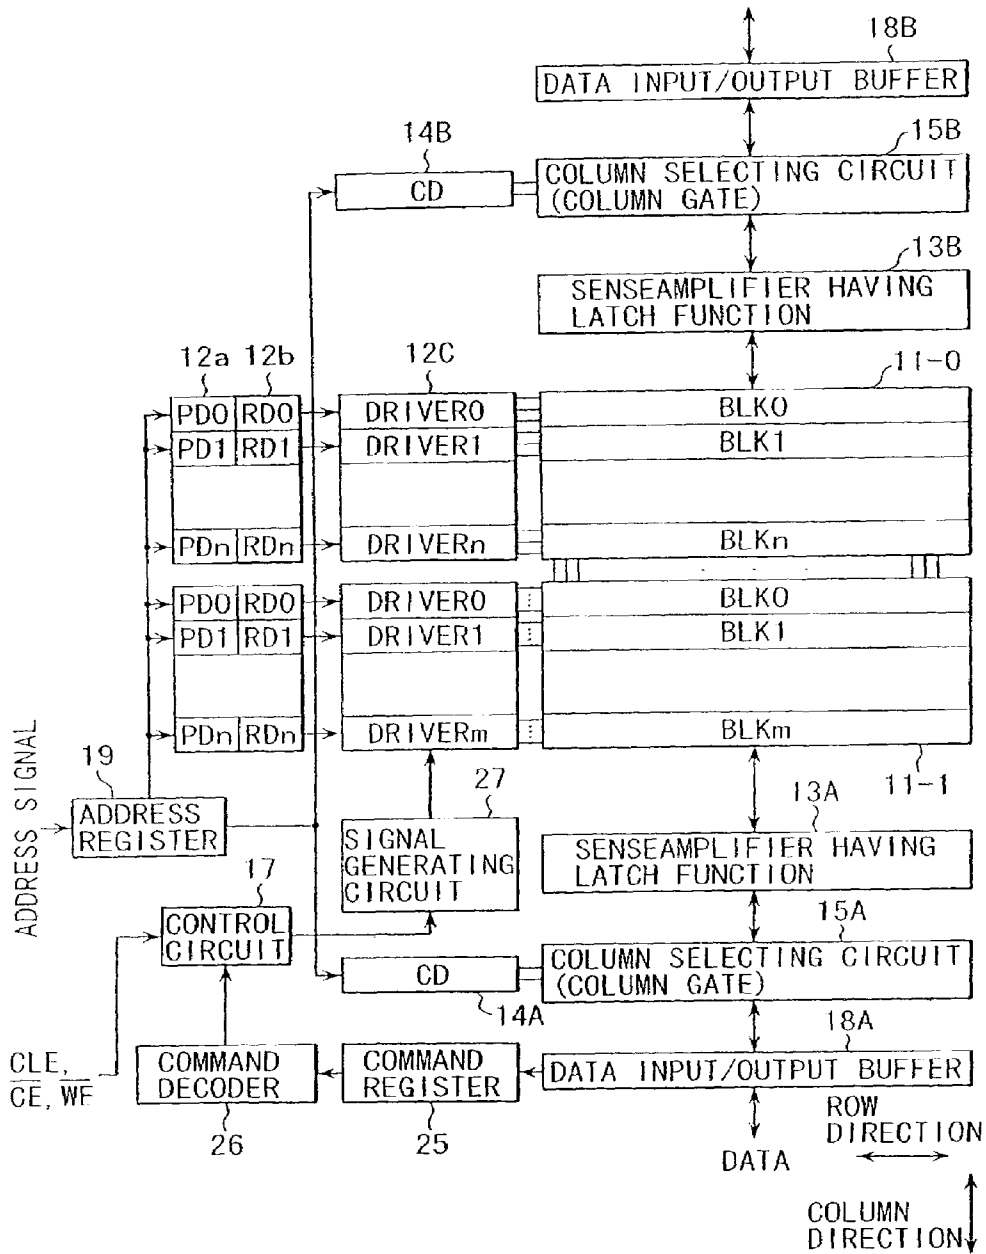 18B
DATA INPUT/OUTPUT BUFFER
14B
15B
CD
COLUMN SELECTING CIRCUIT
(COLUMN GATE)
13B
SENSEAMPLIFIER HAVING
LATCH FUNCTION
12a 12b 12C 11-0
PD0 RD0 DRIVER0 BLK0
PD1 RD1 DRIVER1 BLK1
PDn RDn DRIVERn BLKn
PD0 RD0 DRIVER0 BLK0
PD1 RD1 DRIVER1 BLK1
PDn RDn DRIVERm BLKm
11-1
ADDRESS SIGNAL
19
ADDRESS
REGISTER
27
SIGNAL
GENERATING
CIRCUIT
13A
SENSEAMPLIFIER HAVING
LATCH FUNCTION
17
CONTROL
CIRCUIT
15A
CD
14A
COLUMN SELECTING CIRCUIT
(COLUMN GATE)
18A
CLE,
CE, WE
COMMAND
DECODER
26
COMMAND
REGISTER
25
DATA INPUT/OUTPUT BUFFER
DATA
ROW
DIRECTION
COLUMN
DIRECTION